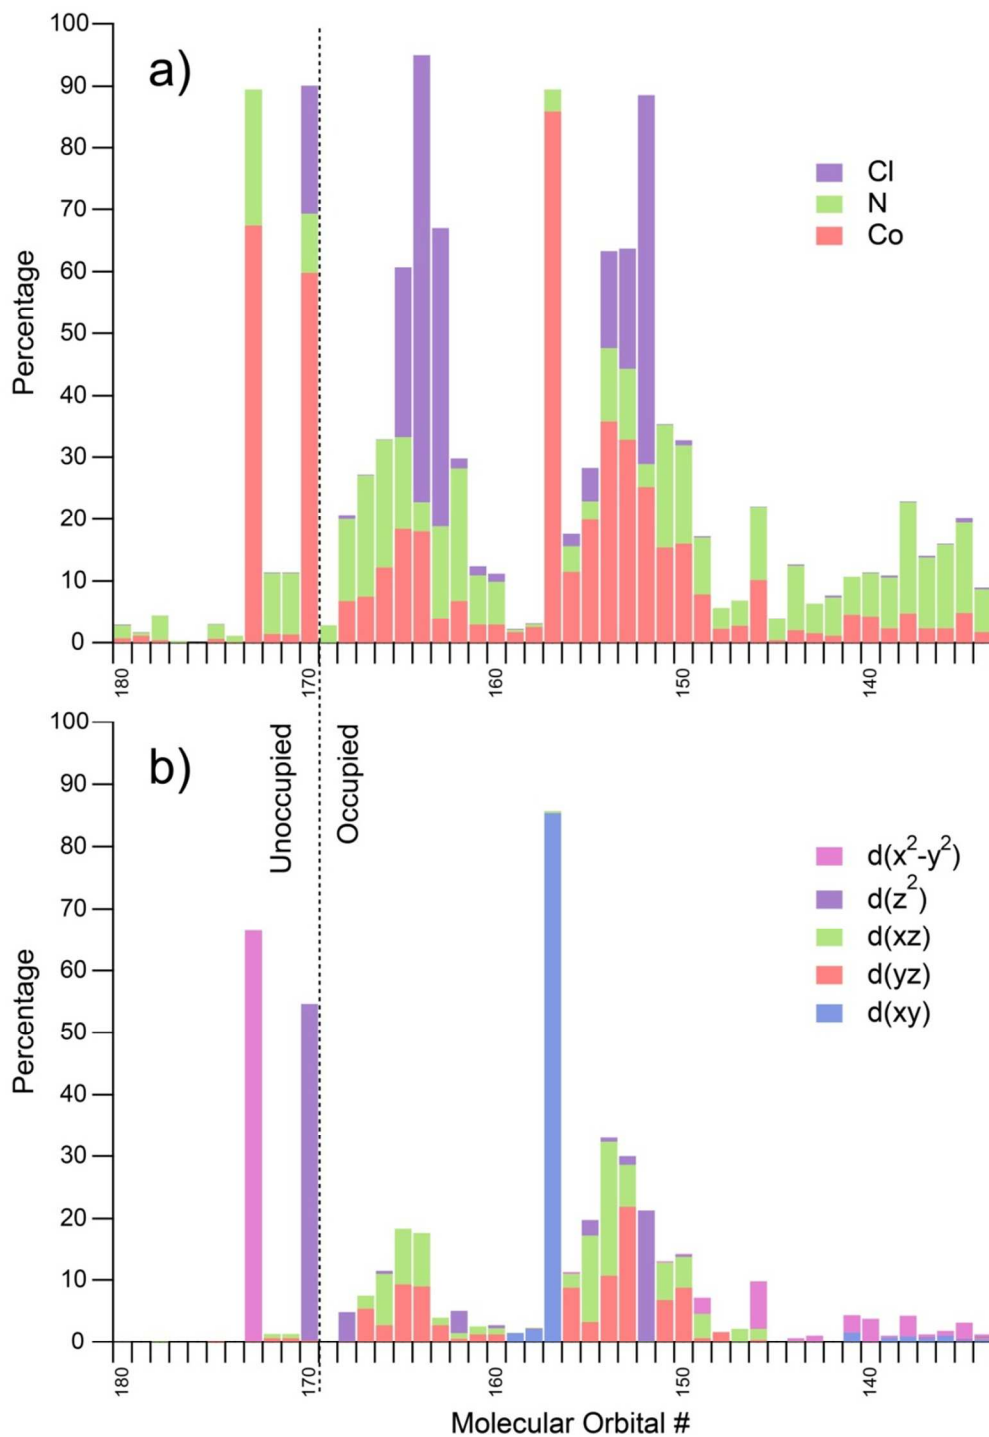 a)
Percentage
100
90
80
70
60
50
40
30
20
10
0
Cl
N
Co
180
170
160
150
140
b)
Unoccupied
Occupied
Percentage
100
90
80
70
60
50
40
30
20
10
0
d(x²-y²)
d(z²)
d(xz)
d(yz)
d(xy)
180
170
160
150
140
Molecular Orbital #